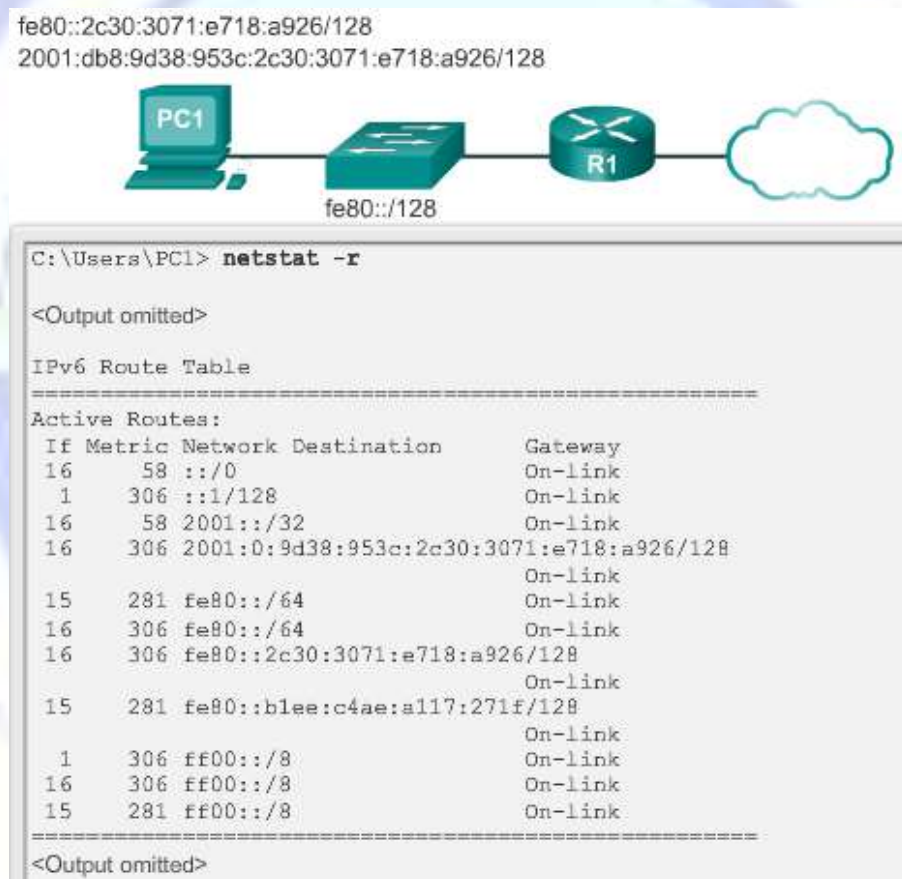 fe80::2c30:3071:e718:a926/128
2001:db8:9d38:953c:2c30:3071:e718:a926/128
PC1
R1
fe80::/128
C:\Users\PC1> netstat -r
<Output omitted>
IPv6 Route Table
===========================================================
Active Routes:
If Metric Network Destination Gateway
16 58 ::/0 On-link
1 306 ::1/128 On-link
16 58 2001::/32 On-link
16 306 2001:0:9d38:953c:2c30:3071:e718:a926/128
On-link
15 281 fe80::/64 On-link
16 306 fe80::/64 On-link
16 306 fe80::2c30:3071:e718:a926/128
On-link
15 281 fe80::b1ee:c4ae:a117:271f/128
On-link
1 306 ff00::/8 On-link
16 306 ff00::/8 On-link
15 281 ff00::/8 On-link
===========================================================
<Output omitted>